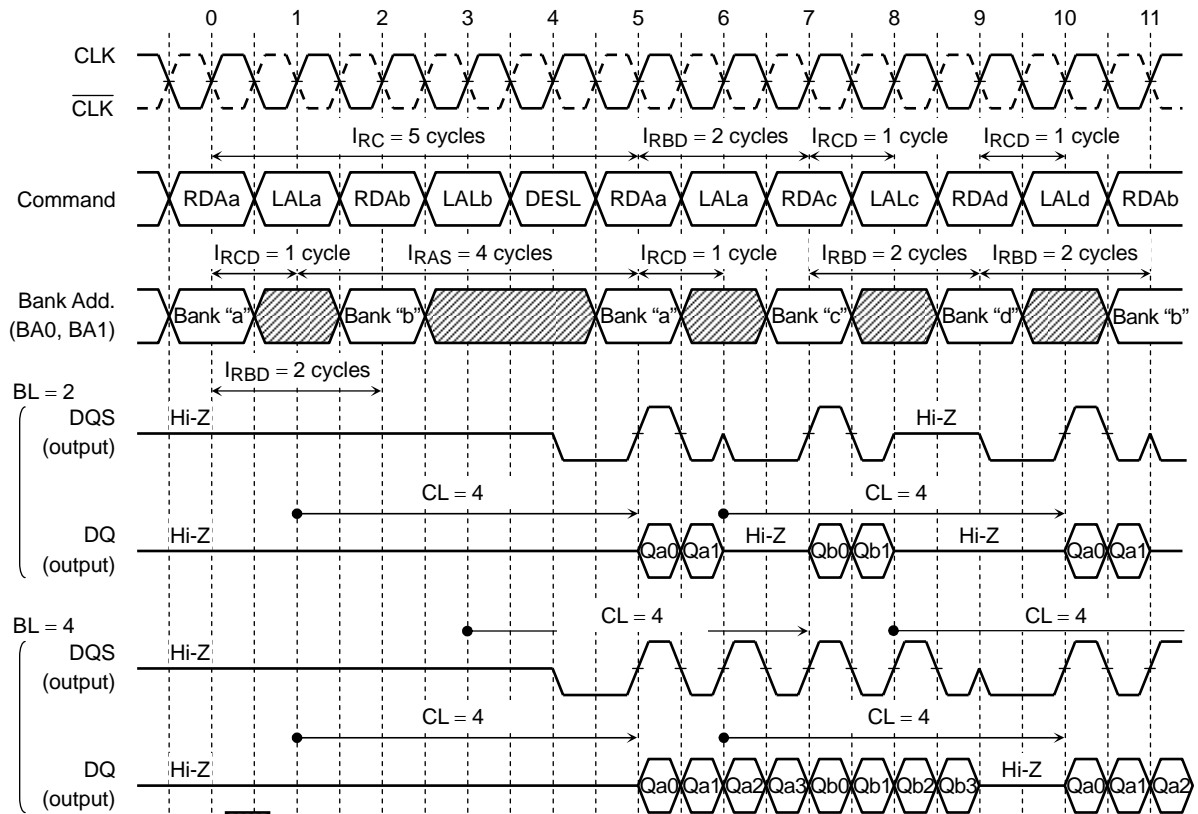 0 1 2 3 4 5 6 7 8 9 10 11
CLK
CLK
IRC = 5 cycles IRBD = 2 cycles IRCD = 1 cycle IRCD = 1 cycle
Command RDAa LALa RDAb LALb DESL RDAa LALa RDAc LALc RDAd LALd RDAb
IRCD = 1 cycle IRAS = 4 cycles IRCD = 1 cycle IRBD = 2 cycles IRBD = 2 cycles
Bank Add.
(BA0, BA1)
Bank “a” Bank “b” Bank “a” Bank “c” Bank “d” Bank “b”
IRBD = 2 cycles
BL = 2
DQS
(output)
Hi-Z Hi-Z
CL = 4 CL = 4
DQ
(output)
Hi-Z Qa0 Qa1 Hi-Z Qb0 Qb1 Hi-Z Qa0 Qa1
BL = 4
CL = 4 CL = 4
DQS
(output)
Hi-Z
CL = 4 CL = 4
DQ
(output)
Hi-Z Qa0 Qa1 Qa2 Qa3 Qb0 Qb1 Qb2 Qb3 Hi-Z Qa0 Qa1 Qa2